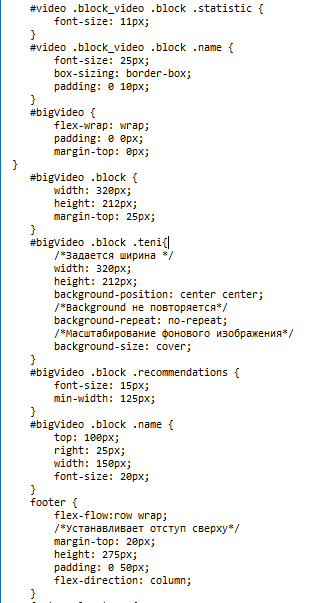 #video .block_video .block .statistic {
font-size: 11px;
}
#video .block_video .block .name {
font-size: 25px;
box-sizing: border-box;
padding: 0 10px;
}
#bigVideo {
flex-wrap: wrap;
padding: 0 0px;
margin-top: 0px;
}
#bigVideo .block {
width: 320px;
height: 212px;
margin-top: 25px;
}
#bigVideo .block .teni{
/*Задается ширина */
width: 320px;
height: 212px;
background-position: center center;
/*Background не повторяется*/
background-repeat: no-repeat;
/*Масштабирование фонового изображения*/
background-size: cover;
}
#bigVideo .block .recommendations {
font-size: 15px;
min-width: 125px;
}
#bigVideo .block .name {
top: 100px;
right: 25px;
width: 150px;
font-size: 20px;
}
footer {
flex-flow:row wrap;
/*Устанавливает отступ сверху*/
margin-top: 20px;
height: 275px;
padding: 0 50px;
flex-direction: column;
}